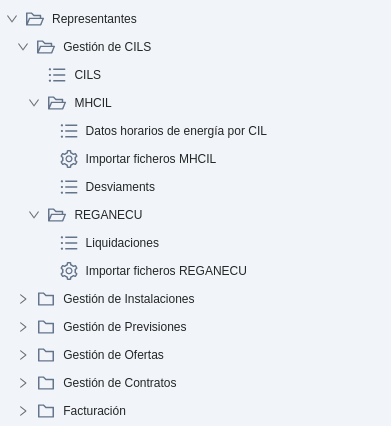 Representantes
Gestión de CILS
CILS
MHCIL
Datos horarios de energía por CIL
Importar ficheros MHCIL
Desviaments
REGANECU
Liquidaciones
Importar ficheros REGANECU
Gestión de Instalaciones
Gestión de Previsiones
Gestión de Ofertas
Gestión de Contratos
Facturación